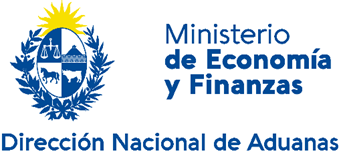 Ministerio
de Economía
y Finanzas
Dirección Nacional de Aduanas